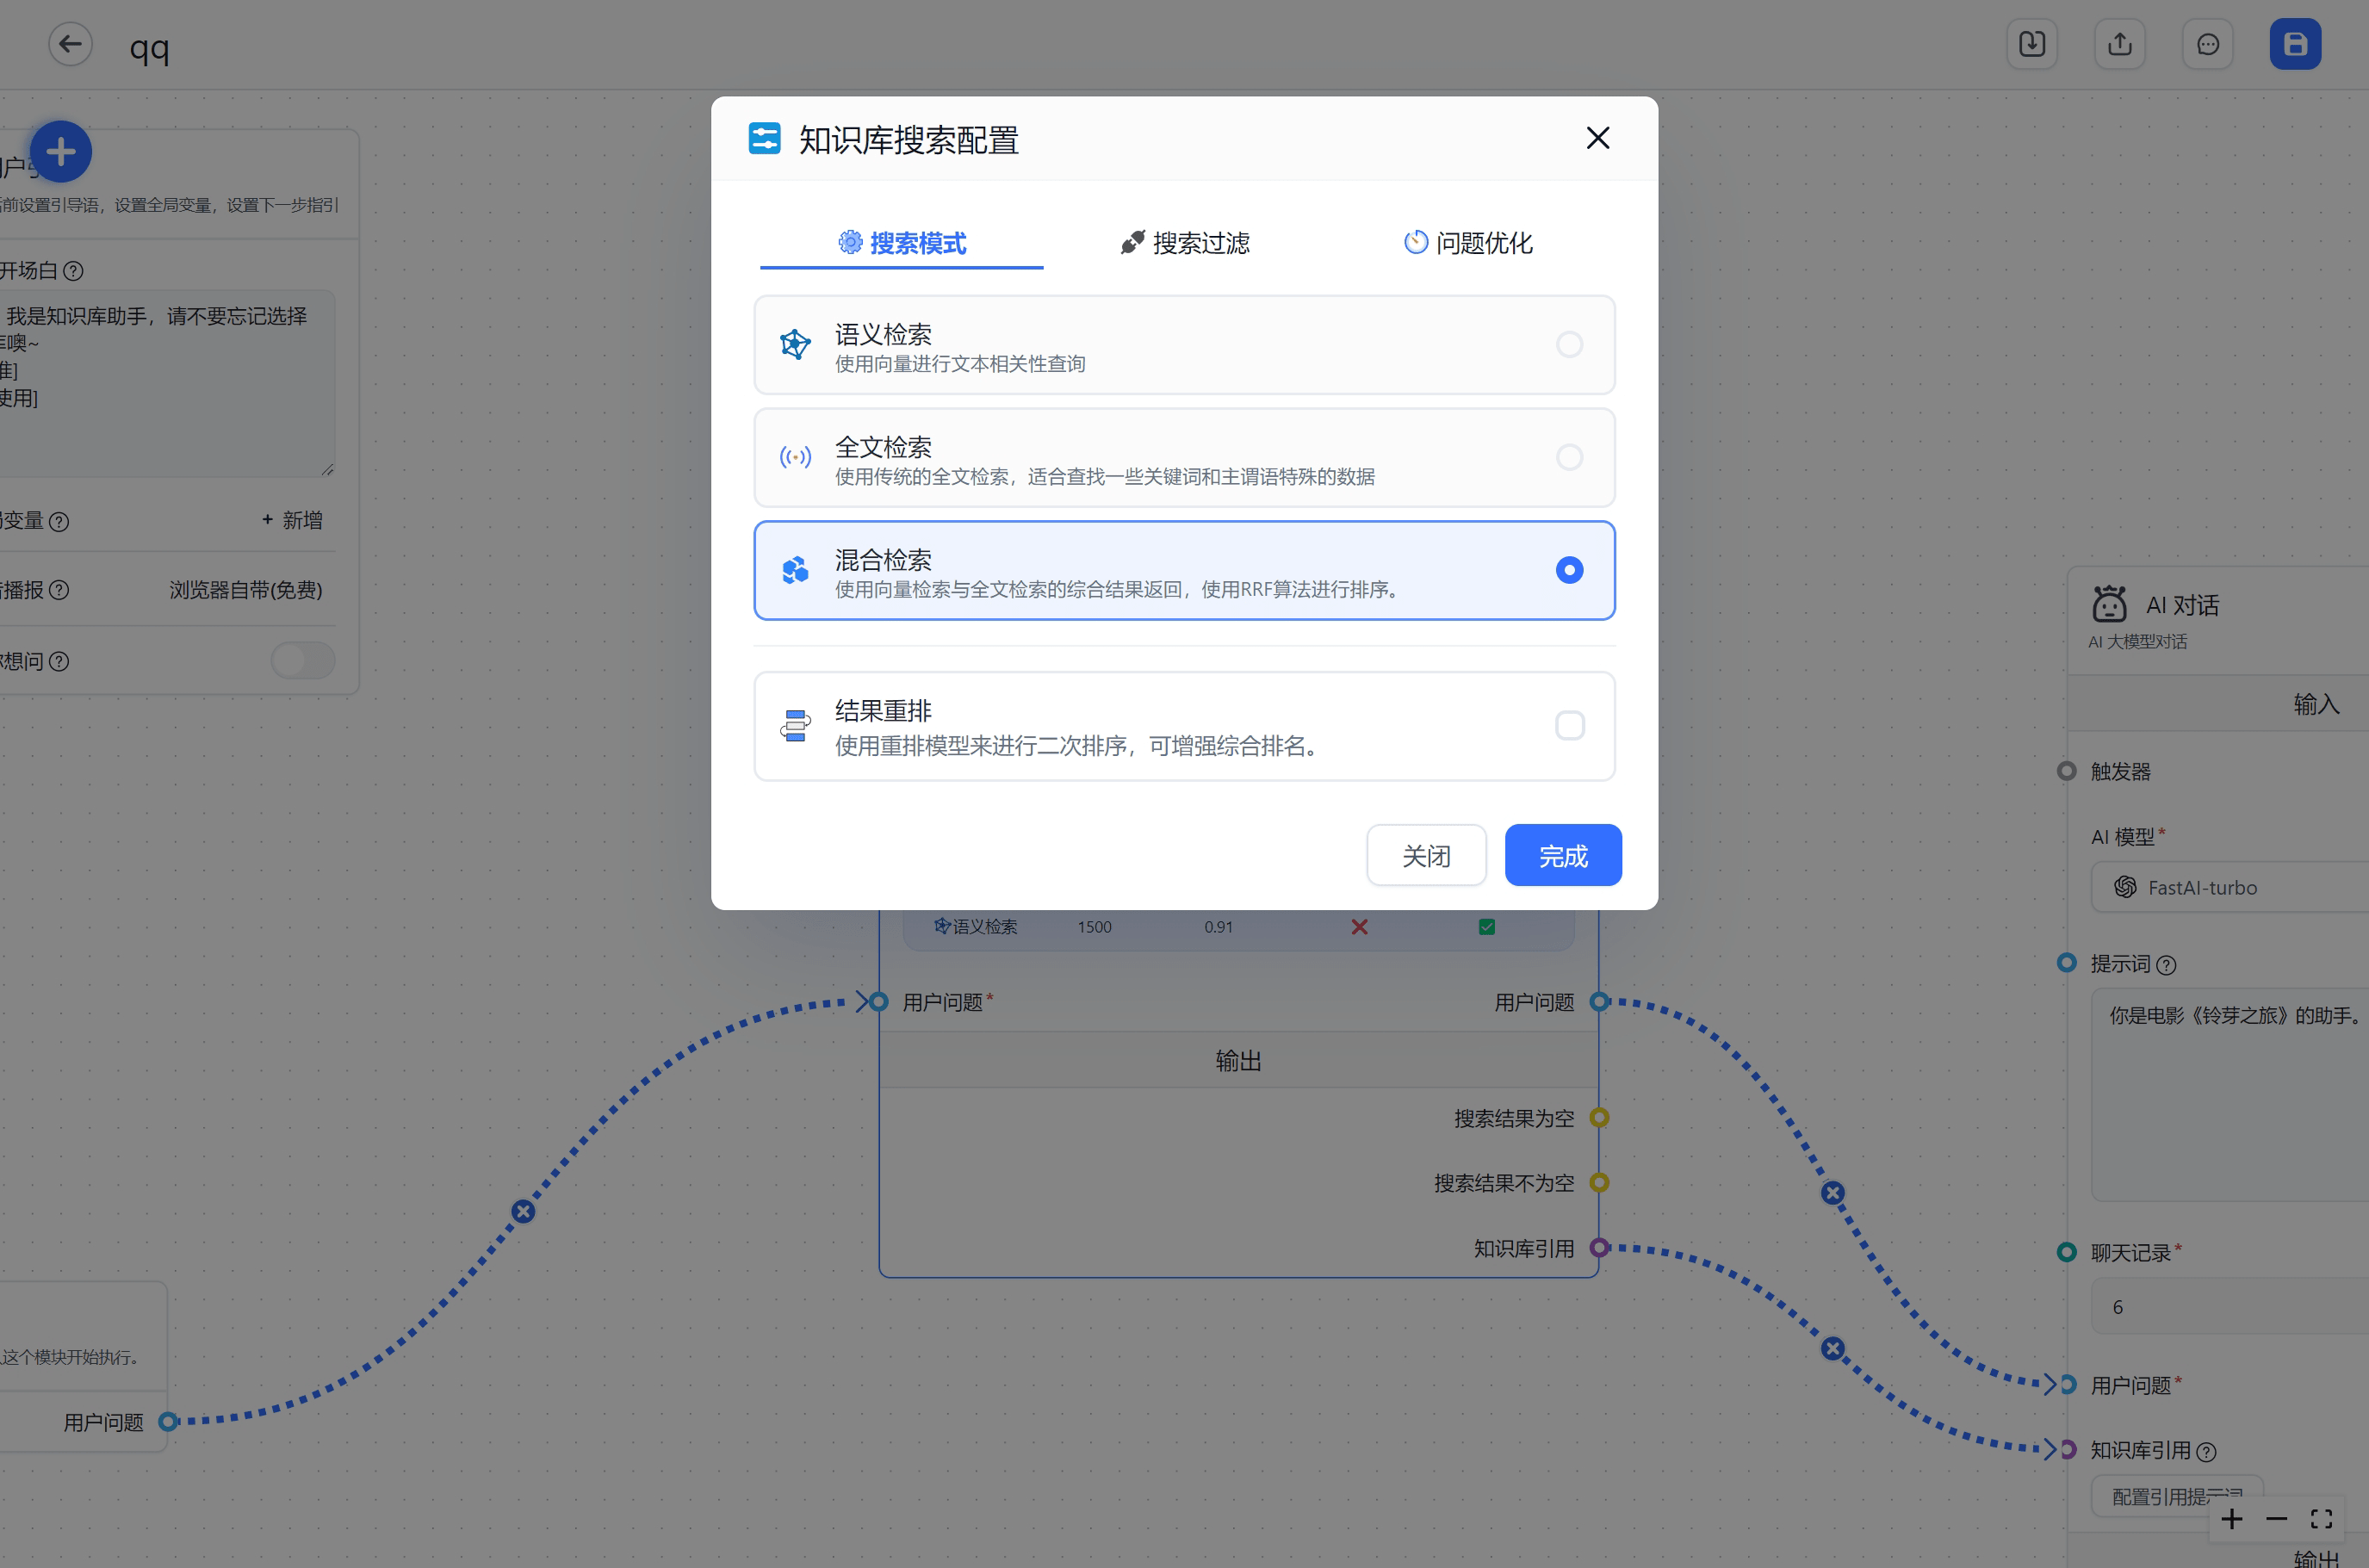 qq
知识库搜索配置
搜索模式
搜索过滤
问题优化
语义检索
使用向量进行文本相关性查询
全文检索
使用传统的全文检索，适合查找一些关键词和主谓语特殊的数据
混合检索
使用向量检索与全文检索的综合结果返回，使用RRF算法进行排序。
结果重排
使用重排模型来进行二次排序，可增强综合排名。
关闭
完成
户
前设置引导语，设置全局变量，设置下一步指引
开场白
我是知识库助手，请不要忘记选择
噢~
]
使用]
变量
+ 新增
播报
浏览器自带(免费)
想问
这个模块开始执行。
用户问题
语义检索 1500 0.91
用户问题*
用户问题
输出
搜索结果为空
搜索结果不为空
知识库引用
AI 对话
AI 大模型对话
输入
触发器
AI 模型*
FastAI-turbo
提示词
你是电影《铃芽之旅》的助手。
聊天记录*
6
用户问题*
知识库引用
配置引用提示词
输出